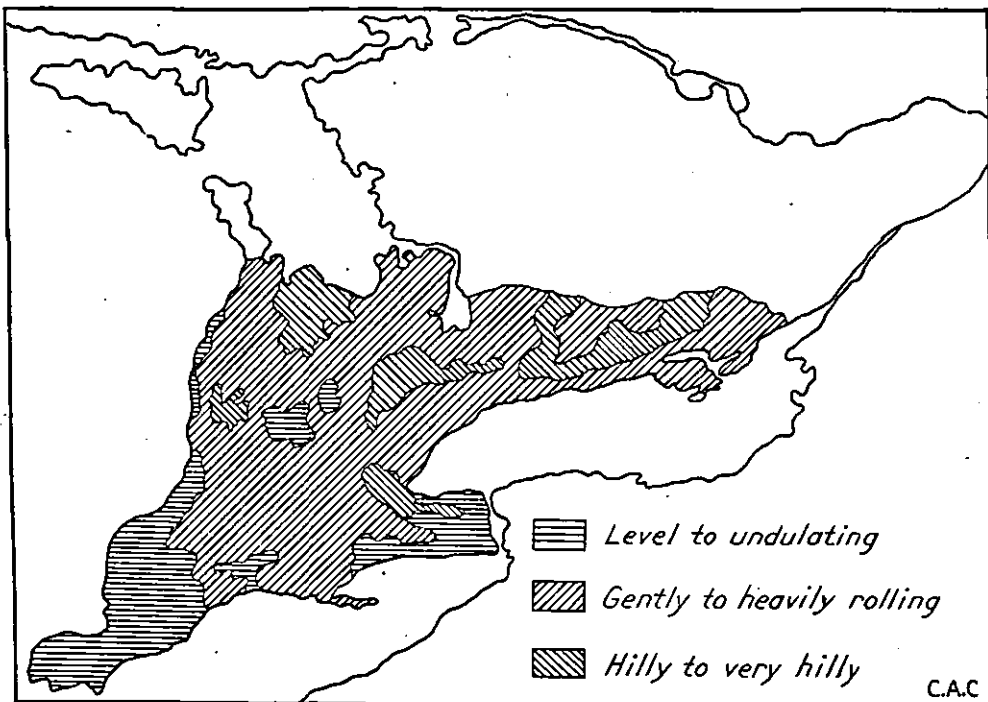 Level to undulating
Gently to heavily rolling
Hilly to very hilly
C.A.C